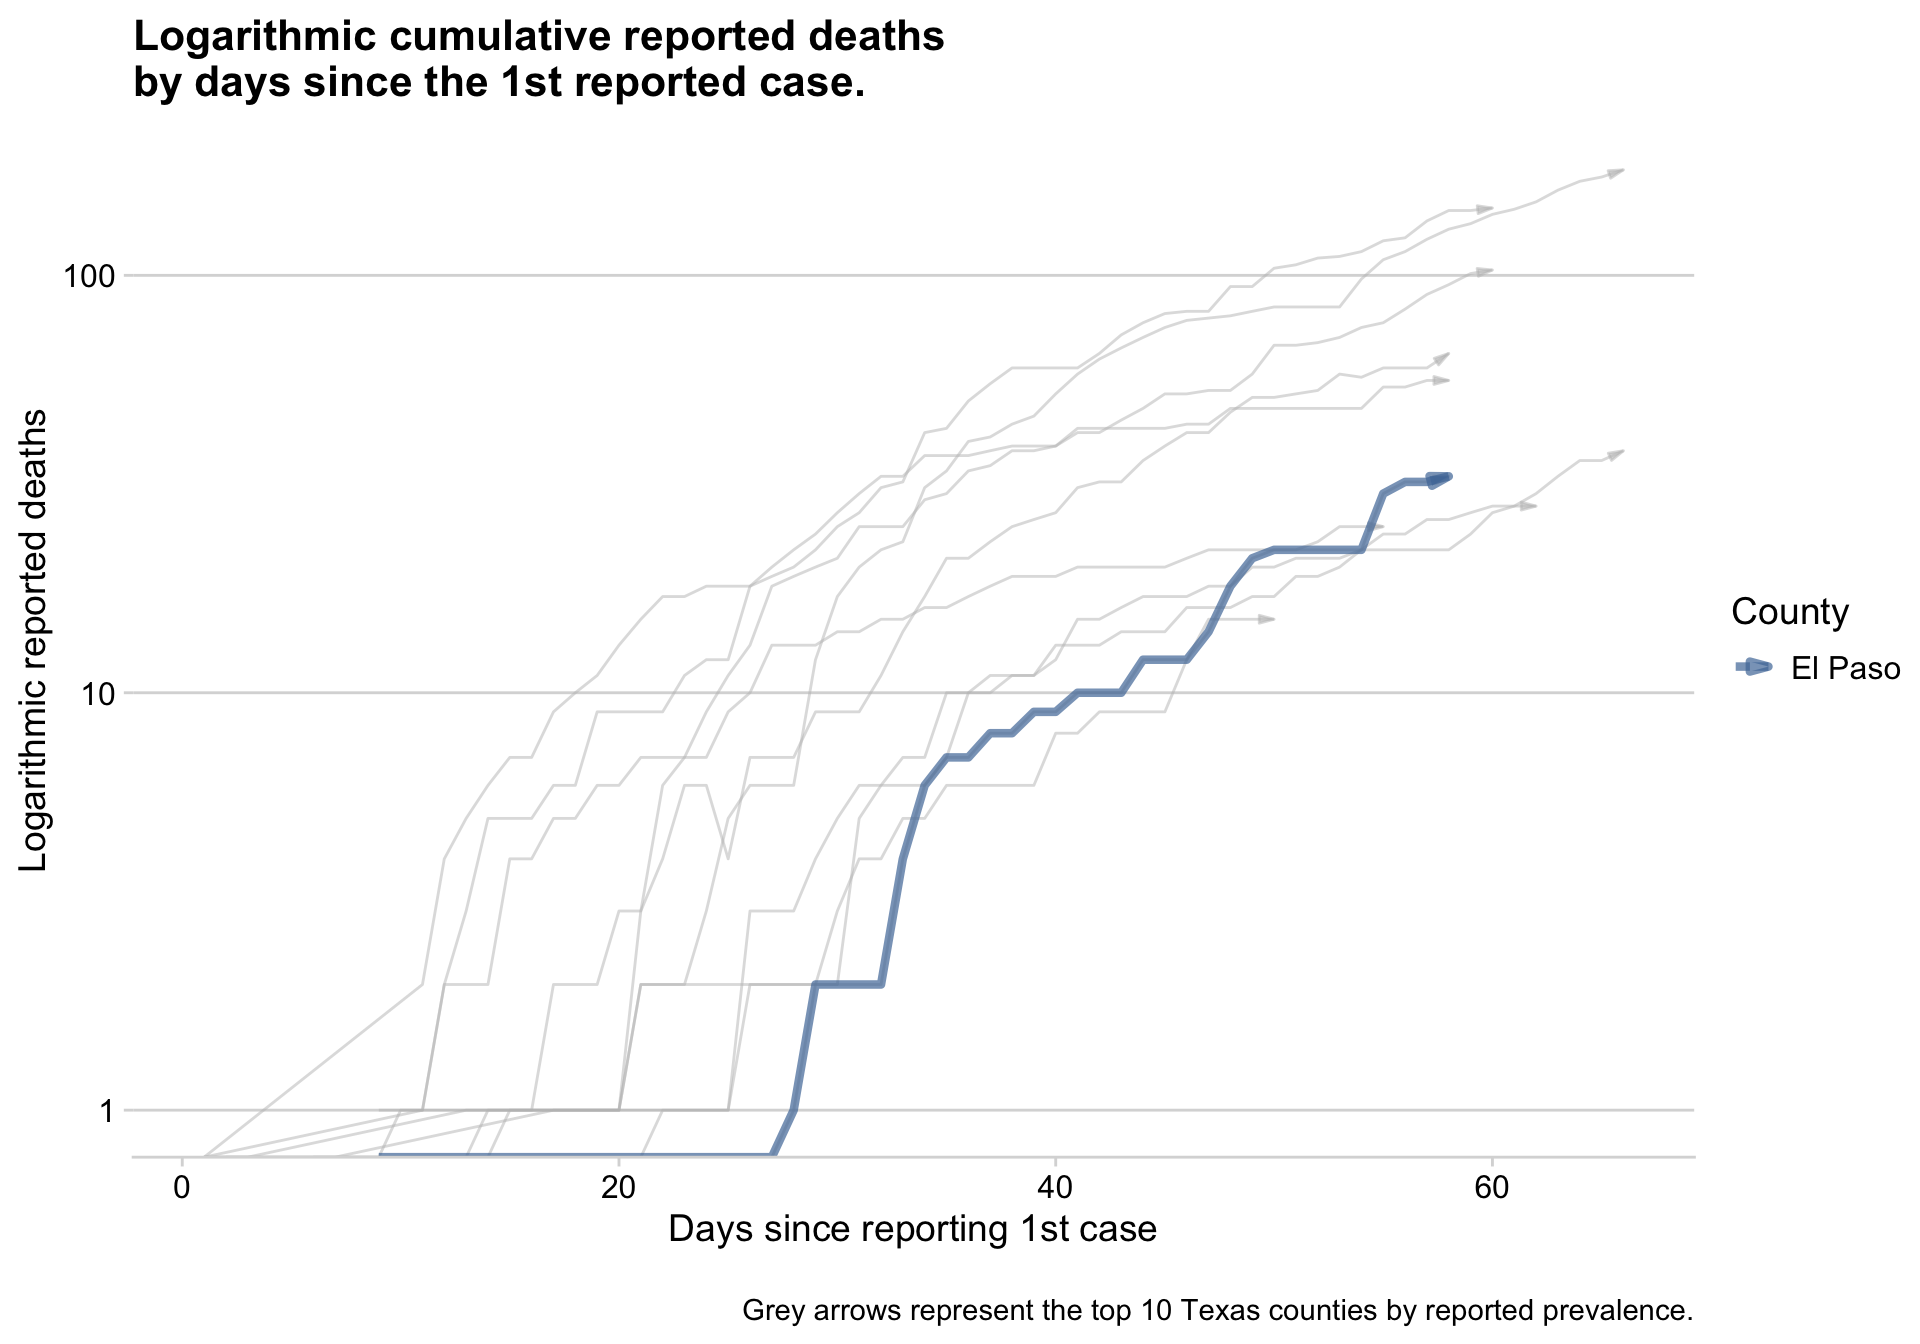 Logarithmic cumulative reported deaths
by days since the 1st reported case.
Logarithmic reported deaths
100
10
1
0
20
40
60
Days since reporting 1st case
County
El Paso
Grey arrows represent the top 10 Texas counties by reported prevalence.